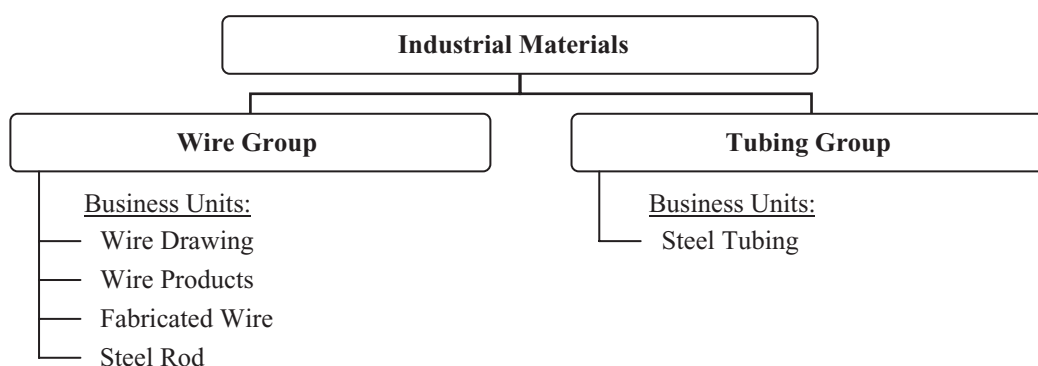 Industrial Materials
Wire Group
Business Units:
Wire Drawing
Wire Products
Fabricated Wire
Steel Rod
Tubing Group
Business Units:
Steel Tubing